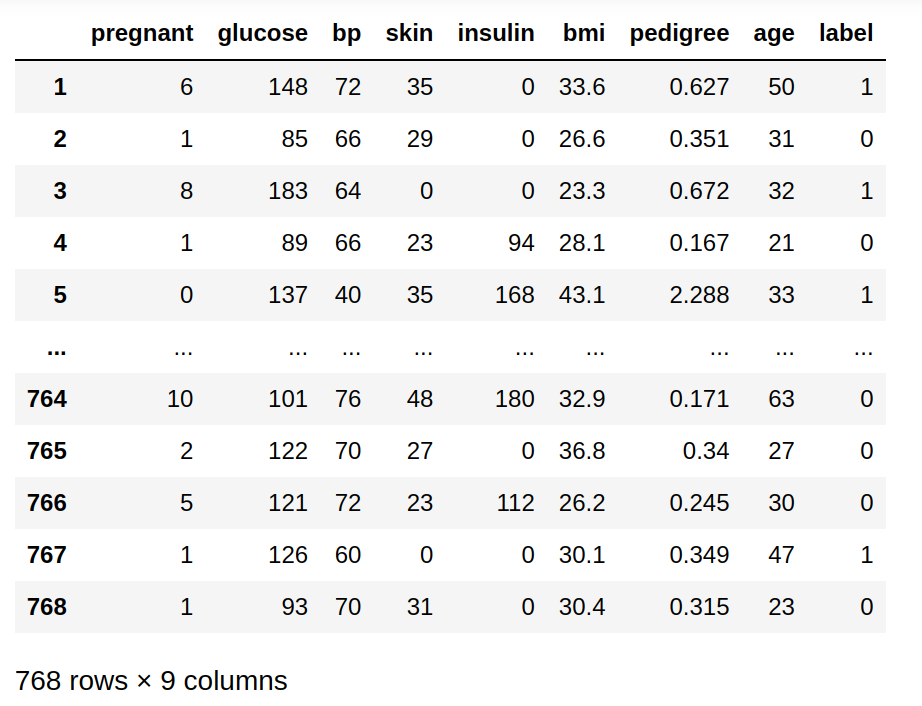 pregnant glucose bp skin insulin bmi pedigree age label
1 6 148 72 35 0 33.6 0.627 50 1
2 1 85 66 29 0 26.6 0.351 31 0
3 8 183 64 0 0 23.3 0.672 32 1
4 1 89 66 23 94 28.1 0.167 21 0
5 0 137 40 35 168 43.1 2.288 33 1
... ... ... ... ... ... ... ... ... ...
764 10 101 76 48 180 32.9 0.171 63 0
765 2 122 70 27 0 36.8 0.34 27 0
766 5 121 72 23 112 26.2 0.245 30 0
767 1 126 60 0 0 30.1 0.349 47 1
768 1 93 70 31 0 30.4 0.315 23 0
768 rows × 9 columns